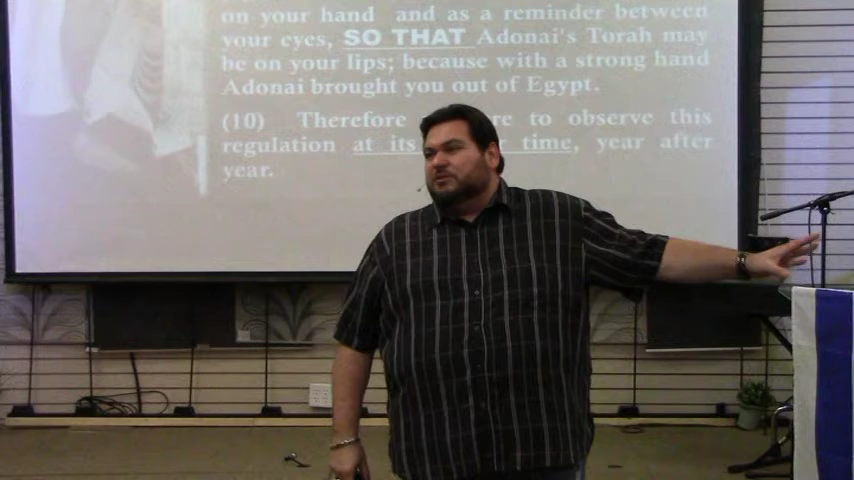 on your hand and as a reminder between
your eyes, SO THAT Adonai's Torah may
be on your lips; because with a strong hand
Adonai brought you out of Egypt.
(10) Therefore to observe this
regulation at its time, year after
year.